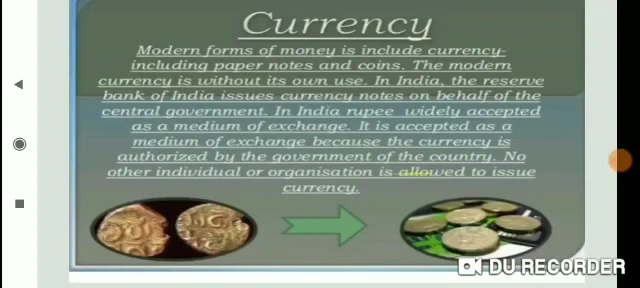 Currency
Modern forms of money is include currency-
including paper notes and coins. The modern
currency is without its own use. In India, the reserve
bank of India issues currency notes on behalf of the
central government. In India rupee widely accepted
as a medium of exchange. It is accepted as a
medium of exchange because the currency is
authorized by the government of the country. No
other individual or organisation is allowed to issue
currency.
DU RECORDER